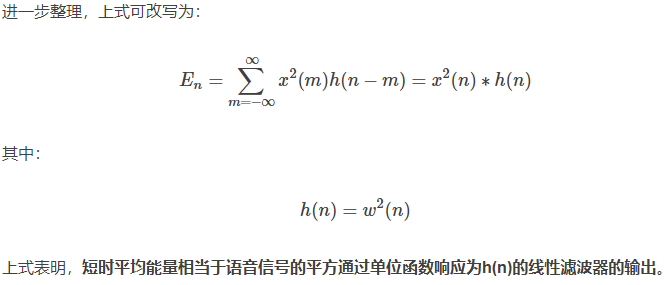 进一步整理，上式可改写为：
E_n = \sum_{m=-\infty}^{\infty} x^2(m)h(n-m) = x^2(n) * h(n)
其中：
h(n) = w^2(n)
上式表明，短时平均能量相当于语音信号的平方通过单位函数响应为h(n)的线性滤波器的输出。